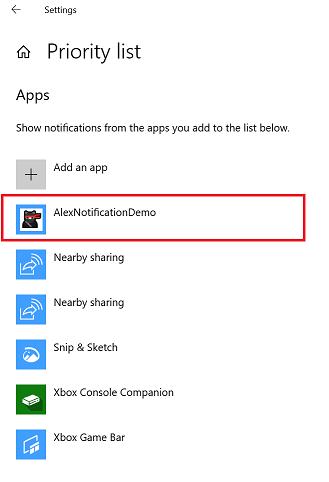 Settings
Priority list
Apps
Show notifications from the apps you add to the list below.
Add an app
AlexNotificationDemo
Nearby sharing
Nearby sharing
Snip & Sketch
Xbox Console Companion
Xbox Game Bar